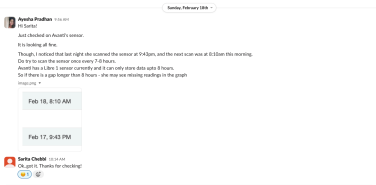 Sunday, February 18th
Ayesha Pradhan 9:56 AM
Hi Sarita!
Just checked on Avanti's sensor.
It is looking all fine.
Though, I noticed that last night she scanned the sensor at 9:43pm, and the next scan was at 8:10am this morning.
Do try to scan the sensor once every 7-8 hours.
Avanti has a Libre 1 sensor currently and it can only store data upto 8 hours.
So if there is a gap longer than 8 hours - she may see missing readings in the graph
image.png
Feb 18, 8:10 AM
Feb 17, 9:43 PM
Sarita Chebbi 10:14 AM
Ok..got it. Thanks for checking!
1